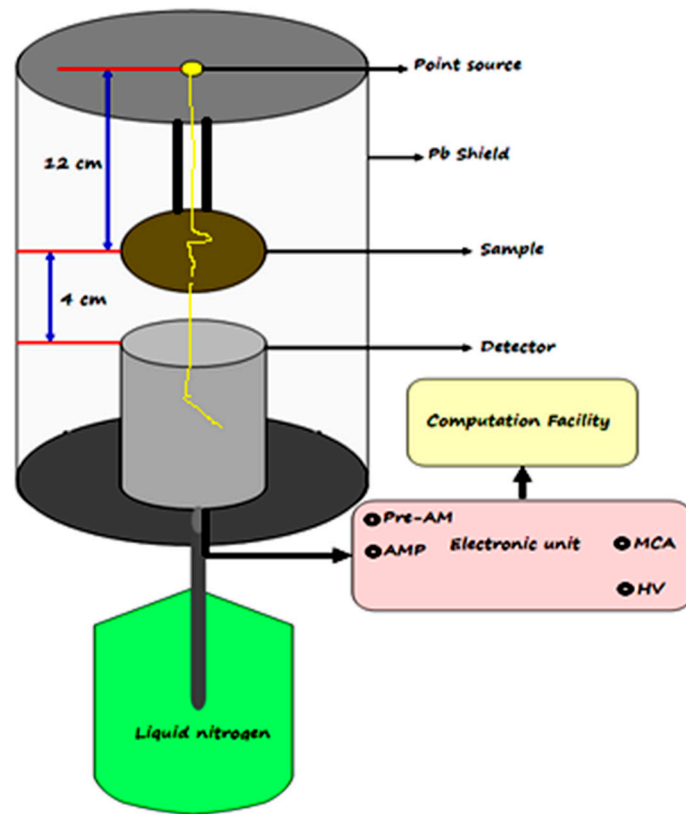 Point source
12 cm
Pb Shield
Sample
4 cm
Detector
Computation Facility
Pre-AM
Electronic unit
MCA
AMP
HV
Liquid nitrogen